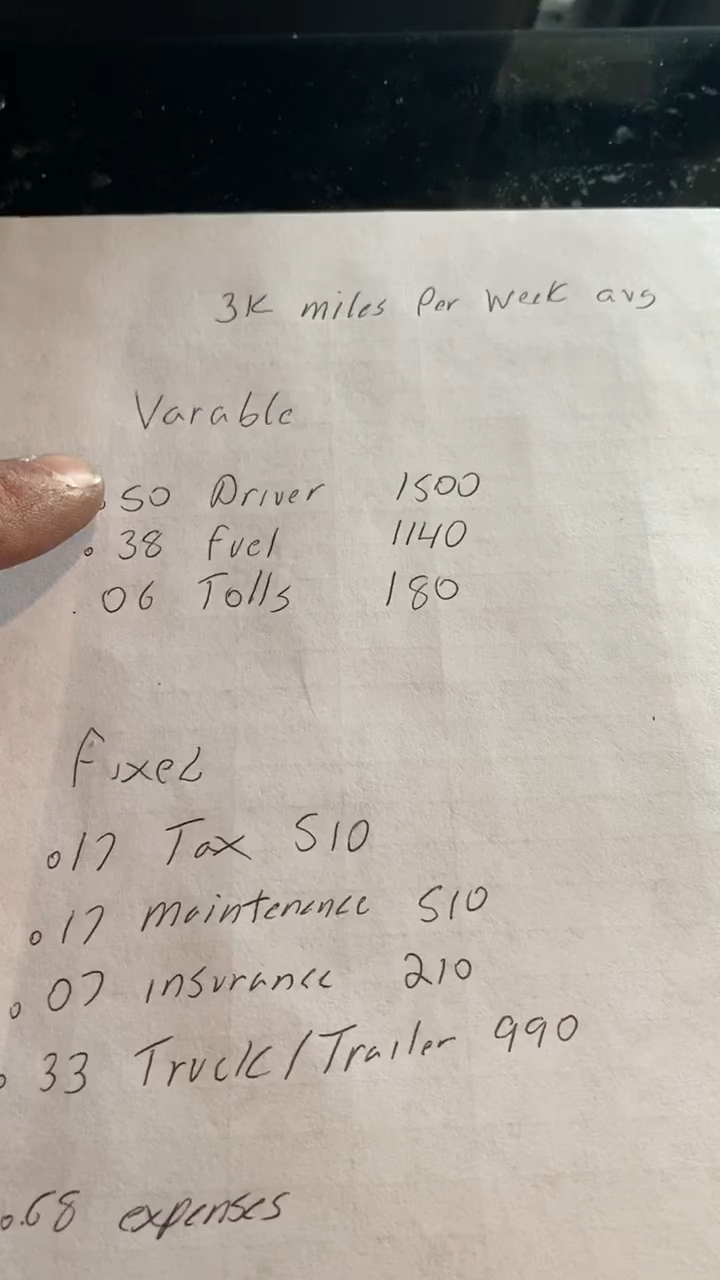 3K miles Per Week avg
Varable
.50 Driver 1500
.38 fuel 1140
.06 Tolls 180
Fixed
.17 Tax 510
.17 maintenence 510
.07 insurance 210
.33 Truck/Trailer 990
.68 expenses